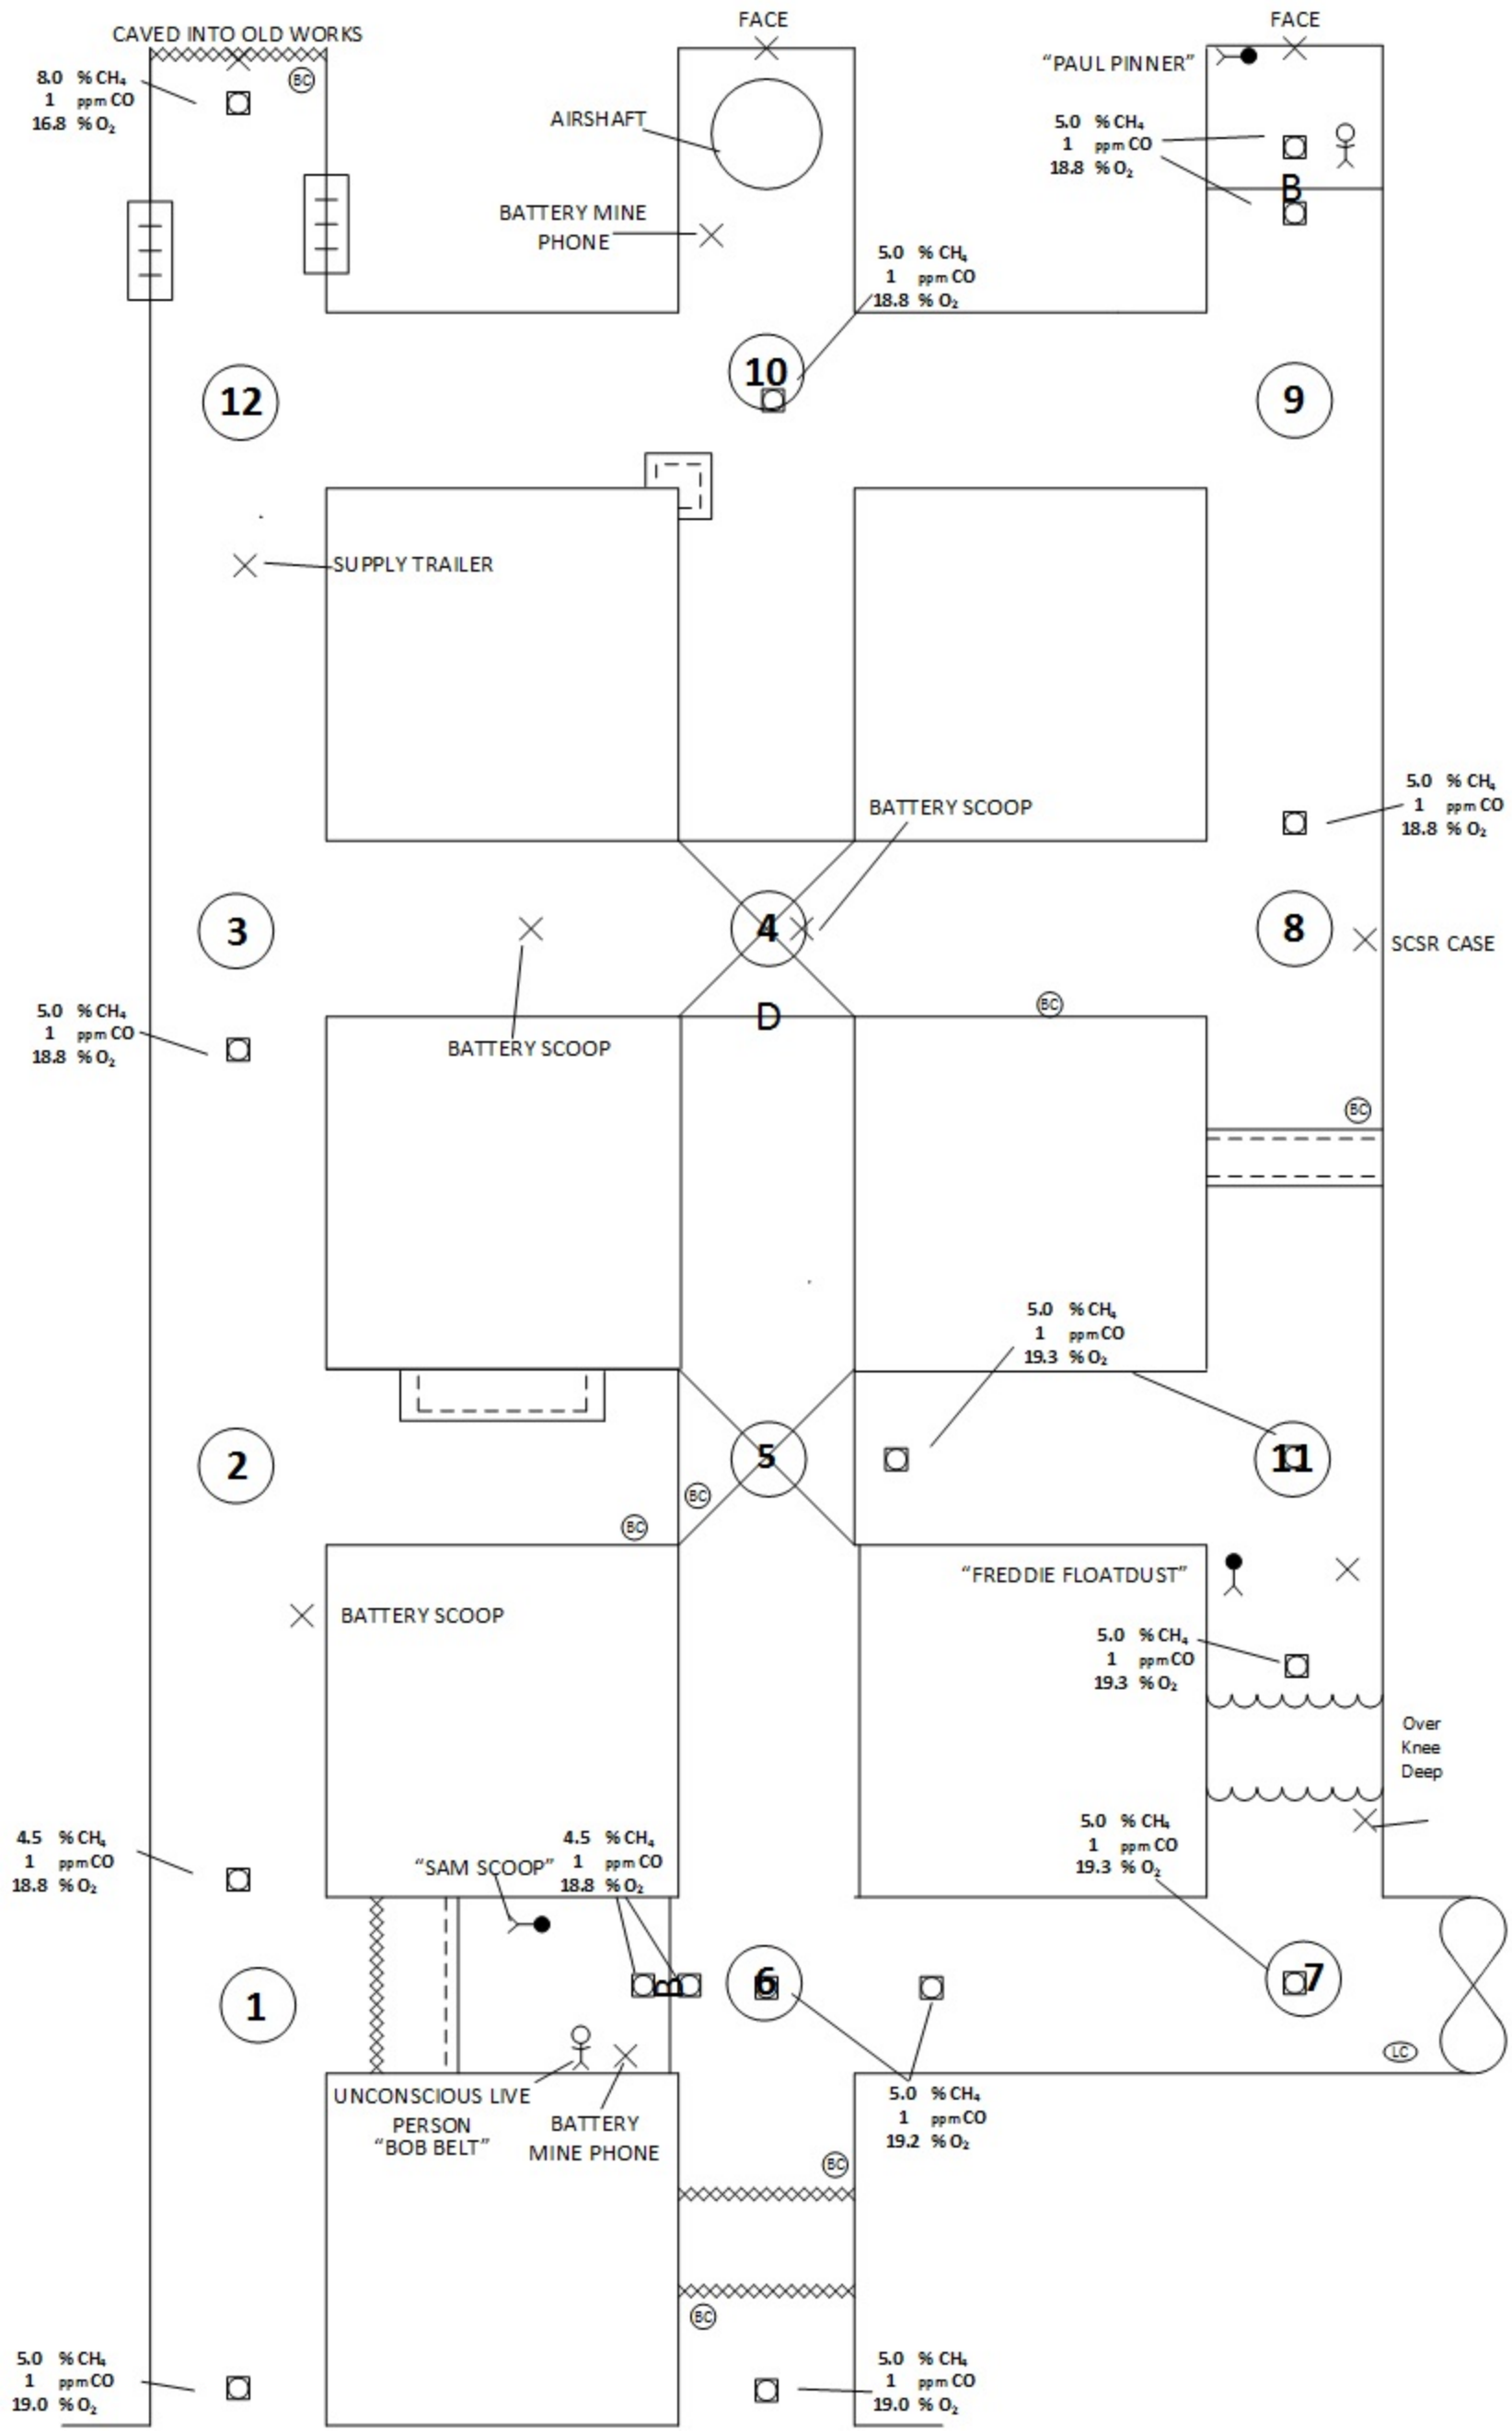 CAVED INTO OLD WORKS
FACE
FACE
8.0 % CH₄
1 ppm CO
16.8 % O₂
BC
"PAUL PINNER"
AIRSHAFT
5.0 % CH₄
1 ppm CO
18.8 % O₂
B
BATTERY MINE
PHONE
5.0 % CH₄
1 ppm CO
18.8 % O₂
12
10
9
SUPPLY TRAILER
5.0 % CH₄
1 ppm CO
18.8 % O₂
BATTERY SCOOP
3
4
8
SCSR CASE
D
BC
5.0 % CH₄
1 ppm CO
18.8 % O₂
BATTERY SCOOP
BC
5.0 % CH₄
1 ppm CO
19.3 % O₂
2
5
11
BC
BC
"FREDDIE FLOATDUST"
BATTERY SCOOP
5.0 % CH₄
1 ppm CO
19.3 % O₂
Over
Knee
Deep
4.5 % CH₄
1 ppm CO
18.8 % O₂
"SAM SCOOP"
4.5 % CH₄
1 ppm CO
18.8 % O₂
5.0 % CH₄
1 ppm CO
19.3 % O₂
1
B
6
7
LC
UNCONSCIOUS LIVE
PERSON
"BOB BELT"
BATTERY
MINE PHONE
5.0 % CH₄
1 ppm CO
19.2 % O₂
BC
BC
5.0 % CH₄
1 ppm CO
19.0 % O₂
5.0 % CH₄
1 ppm CO
19.0 % O₂